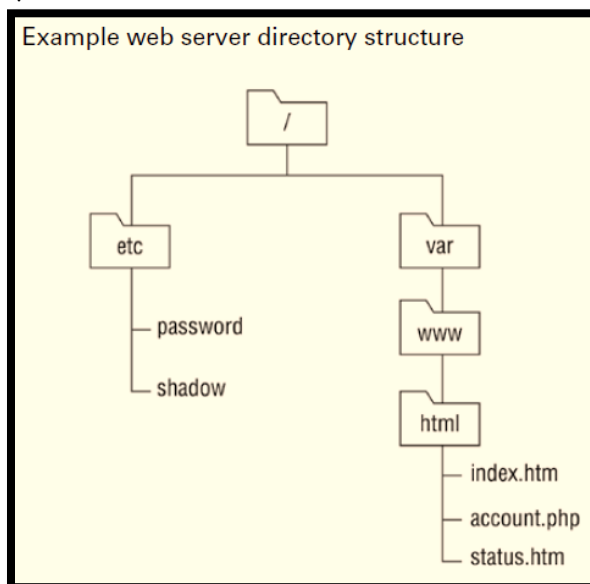 Example web server directory structure
/
etc
var
password
www
shadow
html
index.htm
account.php
status.htm